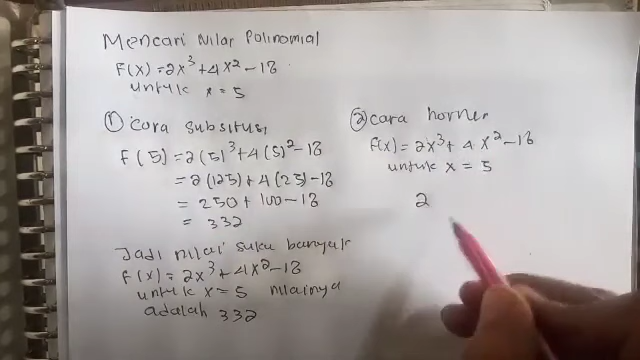 Mencari Nilai Polinomial
F(x) = 2x³ + 4x² - 18
untuk x = 5
① Cara Subsitusi
F(5) = 2(5)³ + 4(5)² - 18
= 2(125) + 4(25) - 18
= 250 + 100 - 18
= 332
Jadi nilai suku banyak
F(x) = 2x³ + 4x² - 18
untuk x = 5 nilainya
adalah 332
② Cara horner
F(x) = 2x³ + 4x² - 18
untuk x = 5
2